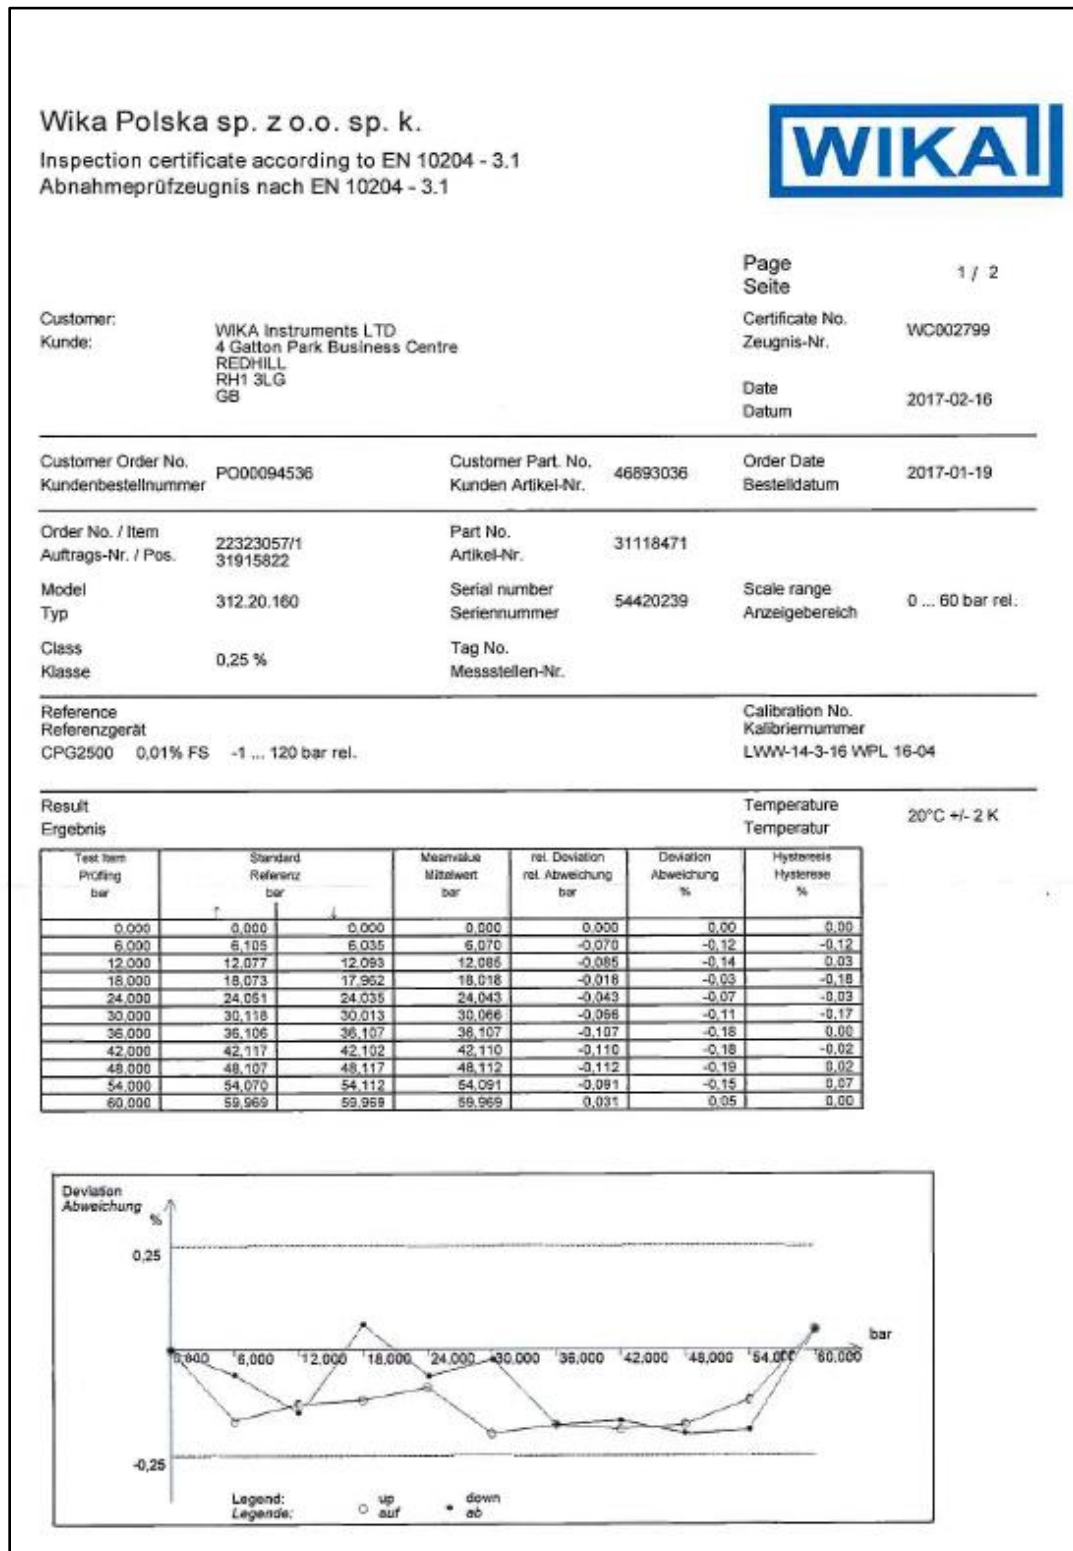 Wika Polska sp. z o.o. sp. k.
Inspection certificate according to EN 10204 - 3.1
Abnahmeprüfzeugnis nach EN 10204 - 3.1
WIKA
Page 1 / 2
Seite
Customer:
Kunde:
WIKA Instruments LTD
4 Gatton Park Business Centre
REDHILL
RH1 3LG
GB
Certificate No. WC002799
Zeugnis-Nr.
Date 2017-02-16
Datum
Customer Order No. PO00094536 Customer Part. No. 46893036 Order Date 2017-01-19
Kundenbestellnummer Kunden Artikel-Nr. Bestelldatum
Order No. / Item 22323057/1 Part No. 31118471
Auftrags-Nr. / Pos. 31915822 Artikel-Nr.
Model 312.20.160 Serial number 54420239 Scale range 0 ... 60 bar rel.
Typ Seriennummer Anzeigebereich
Class 0,25 % Tag No.
Klasse Messstellen-Nr.
Reference Calibration No.
Referenzgerät Kalibriernummer
CPG2500 0,01% FS -1 ... 120 bar rel. LWW-14-3-16 WPL 16-04
Result Temperature 20°C +/- 2 K
Ergebnis Temperatur
Test Item Standard Meanvalue rel. Deviation Deviation Hysteresis
Prüfling Referenz Mittelwert rel. Abweichung Abweichung Hysterese
bar bar bar bar % %
↑ ↓
0,000 0,000 0,000 0,000 0,000 0,00 0,00
6,000 6,105 6,035 6,070 -0,070 -0,12 -0,12
12,000 12,077 12,093 12,085 -0,085 -0,14 0,03
18,000 18,073 17,962 18,018 -0,018 -0,03 -0,18
24,000 24,051 24,035 24,043 -0,043 -0,07 -0,03
30,000 30,118 30,013 30,066 -0,066 -0,11 -0,17
36,000 36,106 36,107 36,107 -0,107 -0,18 0,00
42,000 42,117 42,102 42,110 -0,110 -0,18 -0,02
48,000 48,107 48,117 48,112 -0,112 -0,19 0,02
54,000 54,070 54,112 54,091 -0,091 -0,15 0,07
60,000 59,969 59,969 59,969 0,031 0,05 0,00
Deviation
Abweichung
%
0,25
bar
0,000 6,000 12,000 18,000 24,000 30,000 36,000 42,000 48,000 54,000 60,000
-0,25
Legend: up down
Legende: auf ab